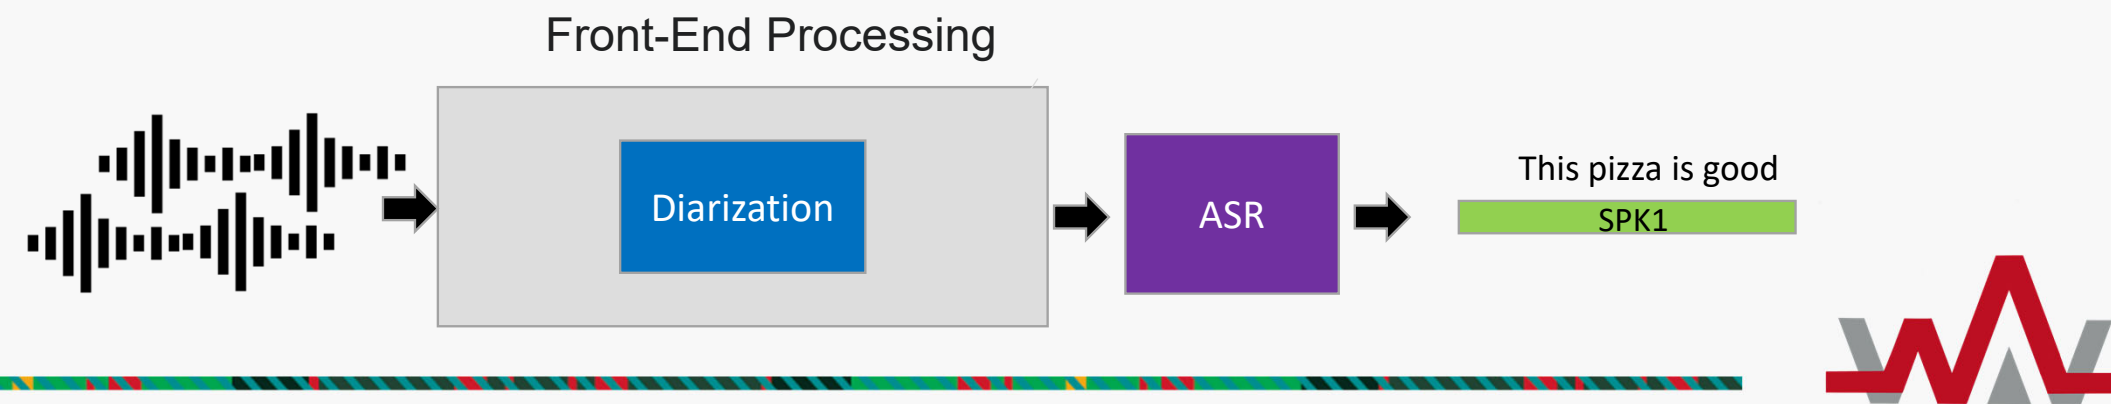 Front-End Processing
Diarization
ASR
This pizza is good
SPK1